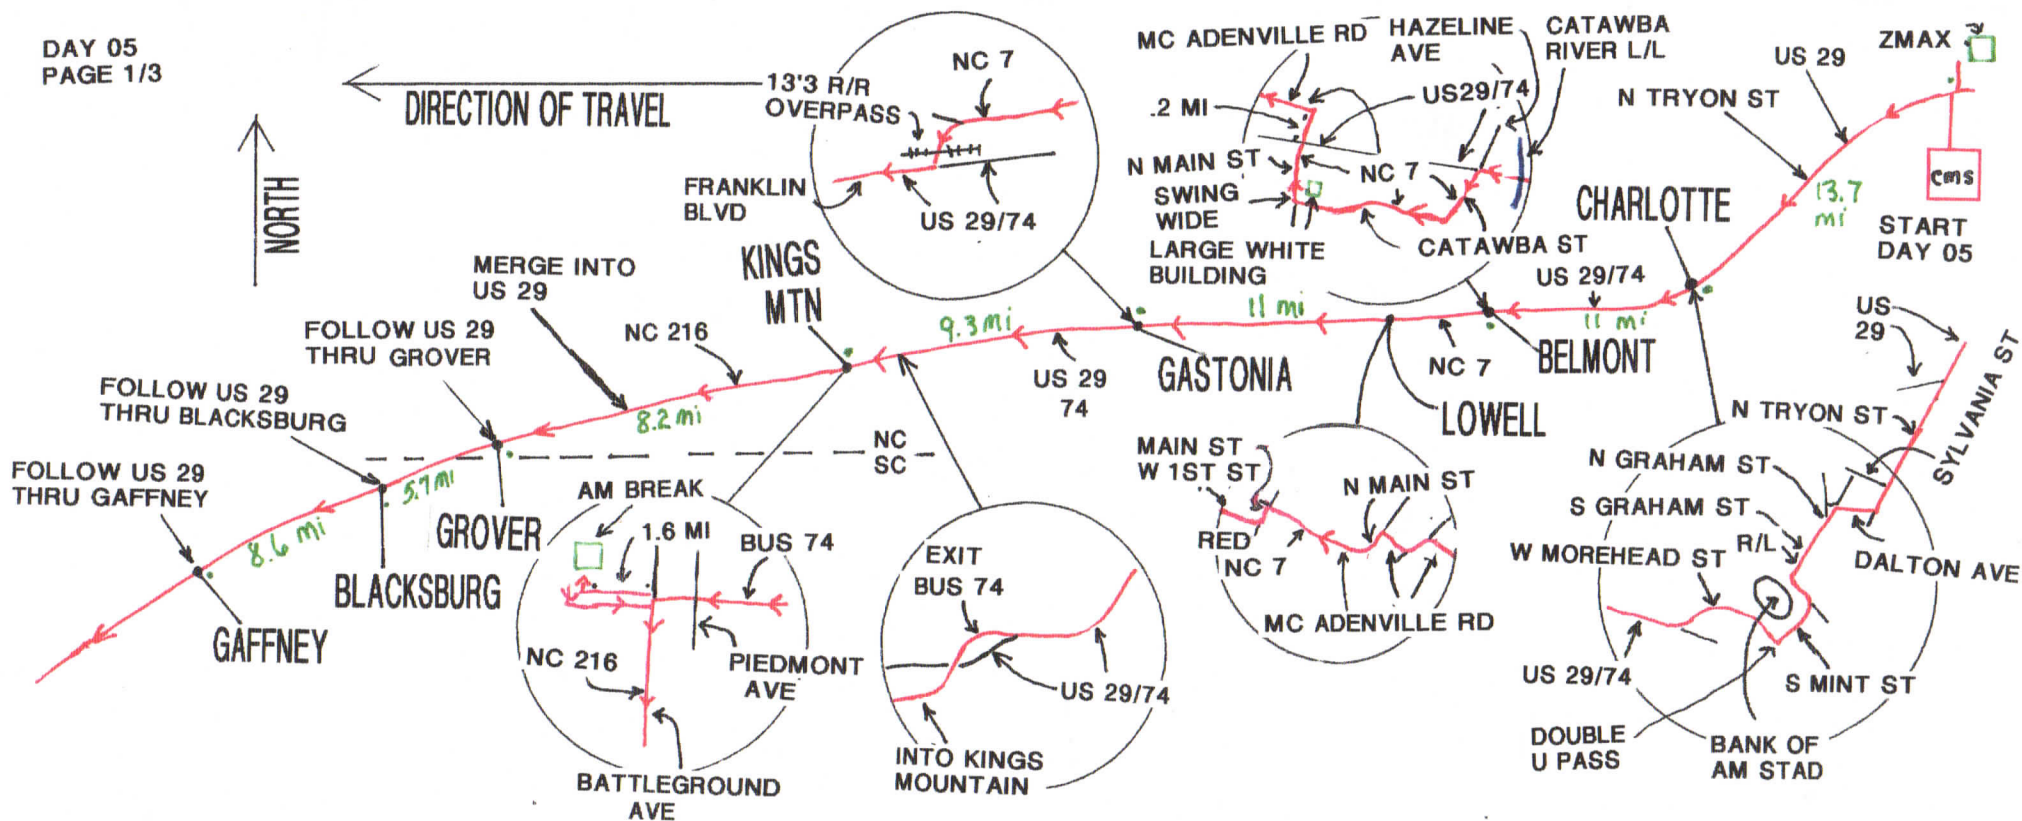 DAY 05
PAGE 1/3
DIRECTION OF TRAVEL
NORTH
13'3 R/R
OVERPASS
NC 7
FRANKLIN
BLVD
US 29/74
MC ADENVILLE RD
HAZELINE
AVE
CATAWBA
RIVER L/L
.2 MI
US29/74
N MAIN ST
NC 7
SWING
WIDE
LARGE WHITE
BUILDING
CATAWBA ST
US 29
ZMAX
N TRYON ST
CMS
13.7
mi
START
DAY 05
CHARLOTTE
US 29/74
11 mi
BELMONT
NC 7
LOWELL
11 mi
GASTONIA
US 29
74
9.3 mi
KINGS
MTN
MERGE INTO
US 29
NC 216
8.2 mi
FOLLOW US 29
THRU GROVER
GROVER
NC
SC
FOLLOW US 29
THRU BLACKSBURG
5.7 mi
BLACKSBURG
FOLLOW US 29
THRU GAFFNEY
8.6 mi
GAFFNEY
AM BREAK
1.6 MI
BUS 74
NC 216
PIEDMONT
AVE
BATTLEGROUND
AVE
EXIT
BUS 74
US 29/74
INTO KINGS
MOUNTAIN
MAIN ST
W 1ST ST
N MAIN ST
RED
NC 7
MC ADENVILLE RD
US
29
SYLVANIA ST
N TRYON ST
N GRAHAM ST
S GRAHAM ST
R/L
W MOREHEAD ST
DALTON AVE
US 29/74
S MINT ST
DOUBLE
U PASS
BANK OF
AM STAD